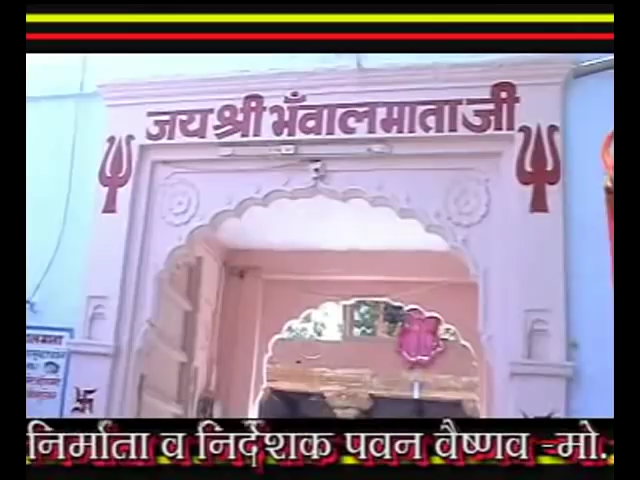 जय श्री भँवाल माता जी
निर्माता व निर्देशक पवन वैष्णव -मो.